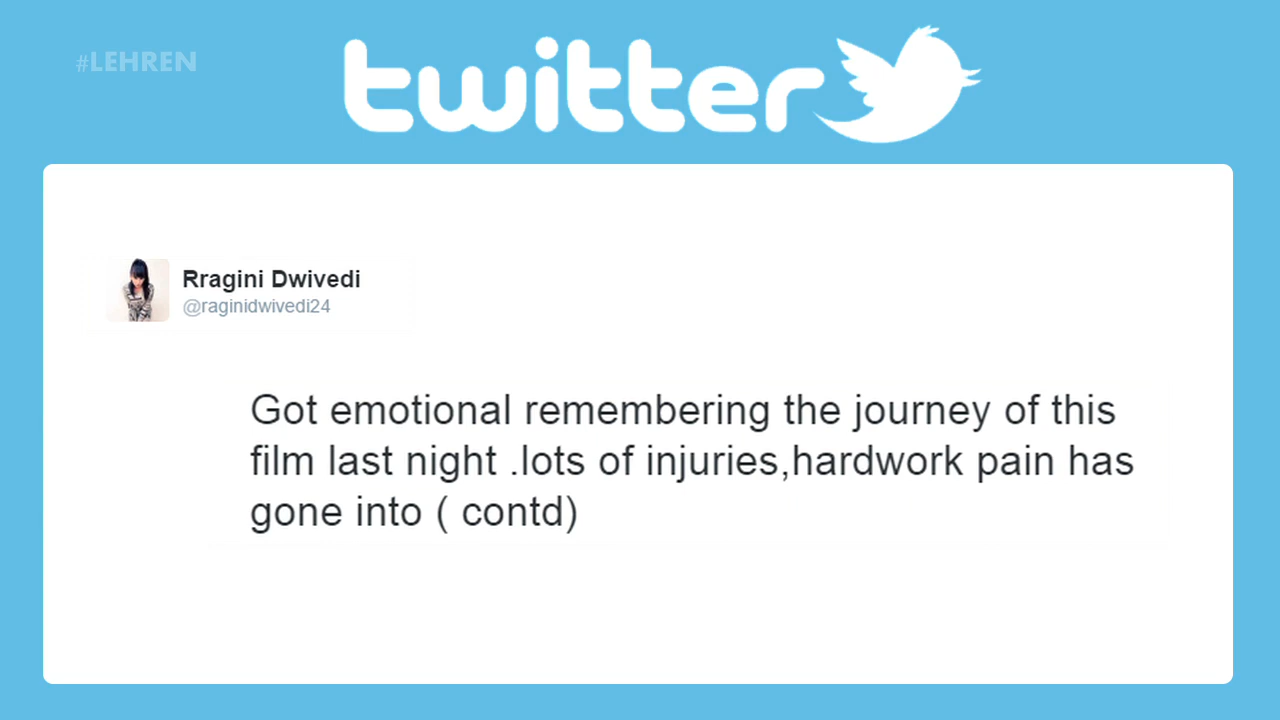 #LEHREN
twitter
Rragini Dwivedi
@raginidwivedi24
Got emotional remembering the journey of this
film last night .lots of injuries,hardwork pain has
gone into ( contd)